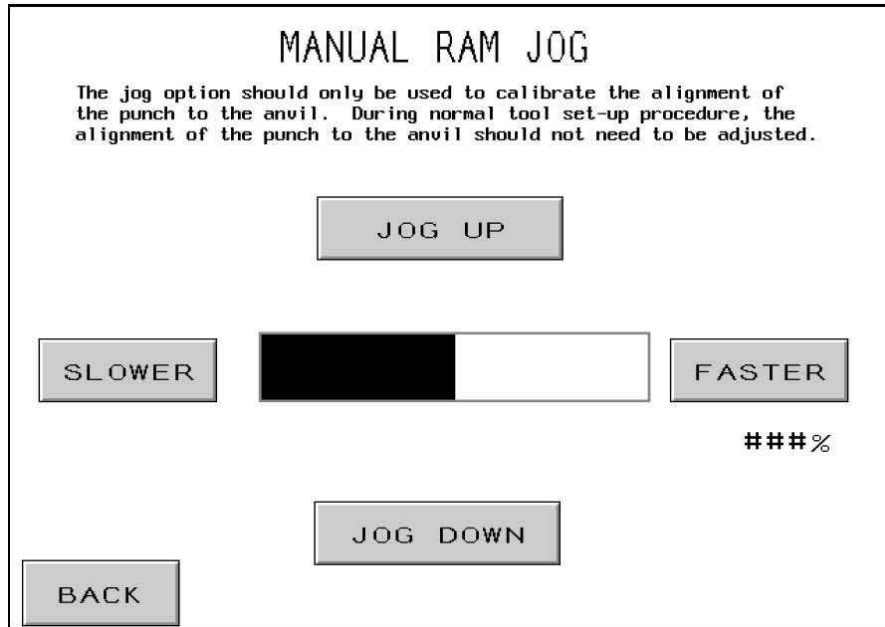 MANUAL RAM JOG
The jog option should only be used to calibrate the alignment of
the punch to the anvil. During normal tool set-up procedure, the
alignment of the punch to the anvil should not need to be adjusted.
JOG UP
SLOWER
FASTER
###%
JOG DOWN
BACK